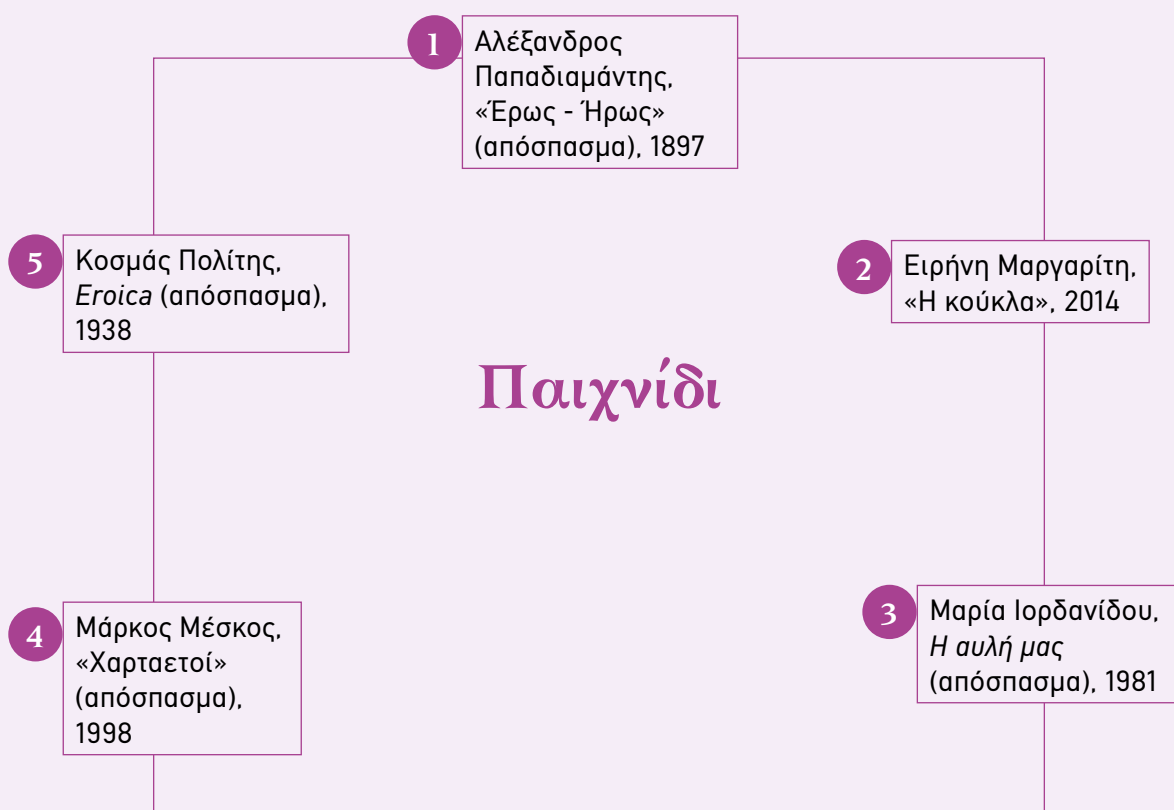 1
Αλέξανδρος
Παπαδιαμάντης,
«Έρως - Ήρως»
(απόσπασμα), 1897
2
Ειρήνη Μαργαρίτη,
«Η κούκλα», 2014
3
Μαρία Ιορδανίδου,
Η αυλή μας
(απόσπασμα), 1981
4
Μάρκος Μέσκος,
«Χαρταετοί»
(απόσπασμα),
1998
5
Κοσμάς Πολίτης,
Eroica (απόσπασμα),
1938
Παιχνίδι